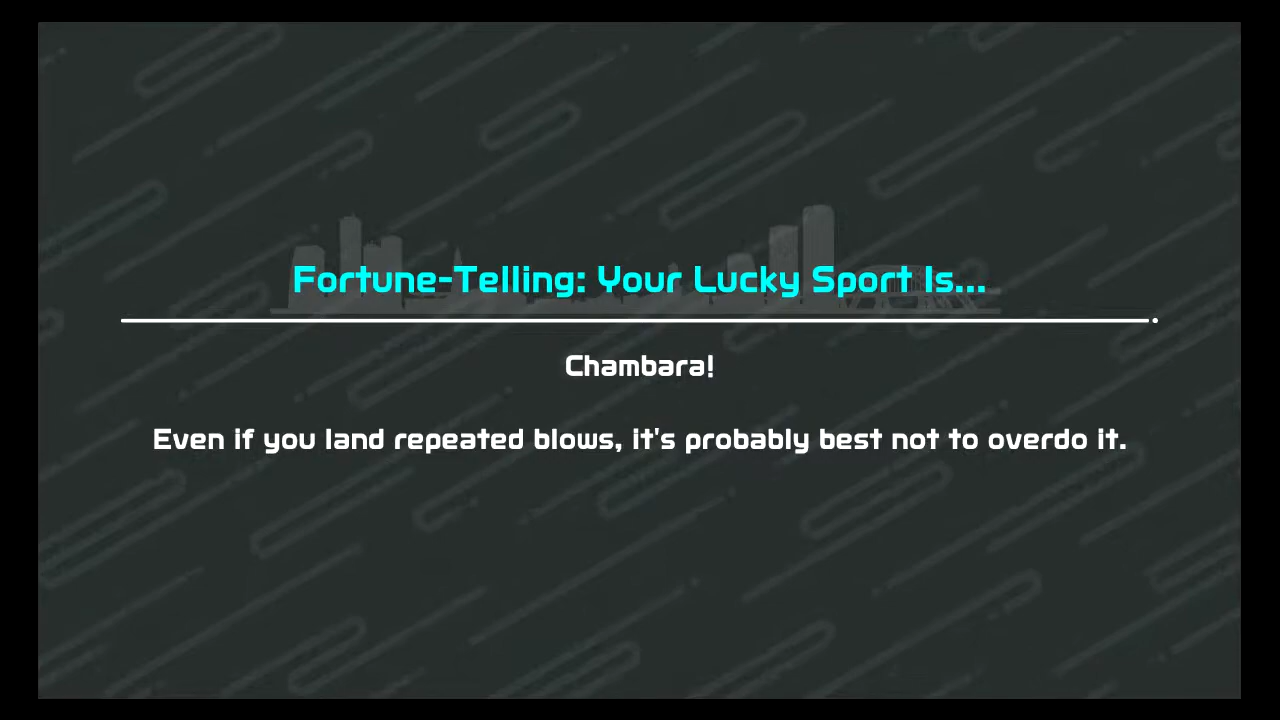 Fortune-Telling: Your Lucky Sport Is...
Chambara!
Even if you land repeated blows, it's probably best not to overdo it.